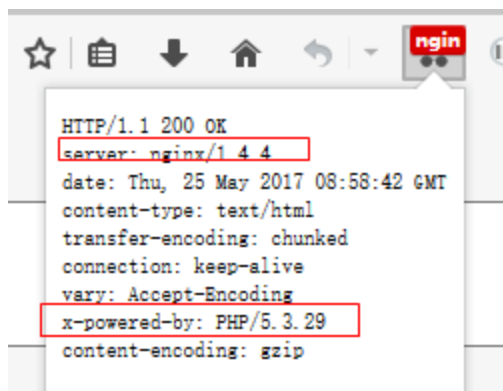 ngin
HTTP/1.1 200 OK
server: nginx/1.4.4
date: Thu, 25 May 2017 08:58:42 GMT
content-type: text/html
transfer-encoding: chunked
connection: keep-alive
vary: Accept-Encoding
x-powered-by: PHP/5.3.29
content-encoding: gzip